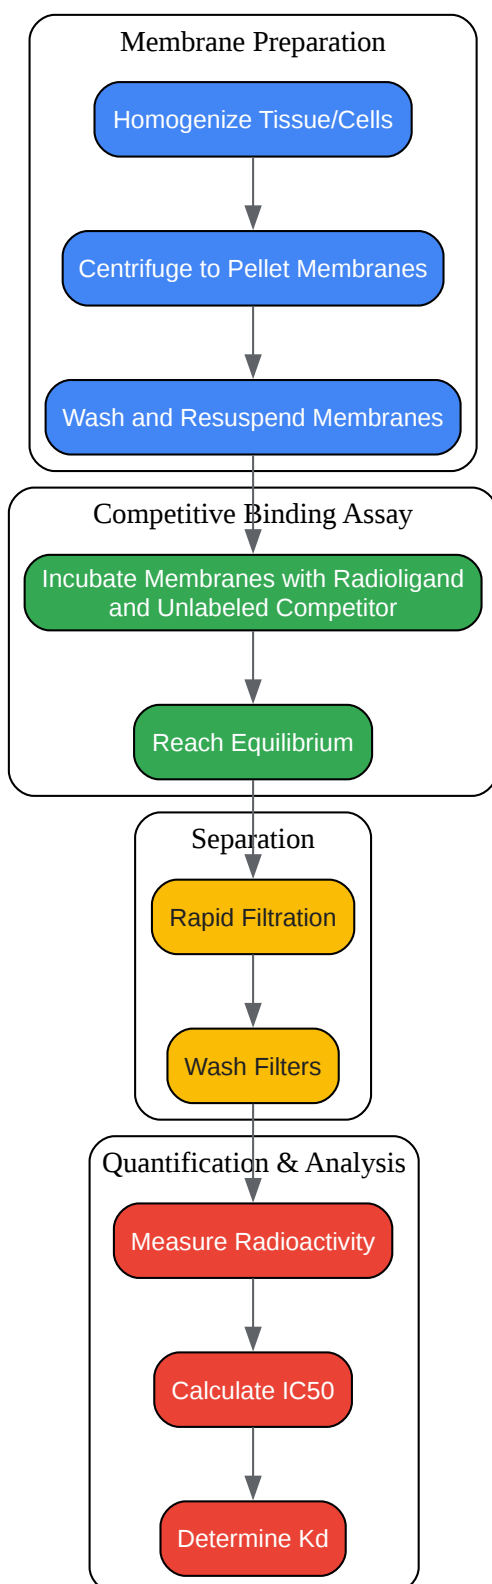 Membrane Preparation
Homogenize Tissue/Cells
Centrifuge to Pellet Membranes
Wash and Resuspend Membranes
Competitive Binding Assay
Incubate Membranes with Radioligand
and Unlabeled Competitor
Reach Equilibrium
Separation
Rapid Filtration
Wash Filters
Quantification & Analysis
Measure Radioactivity
Calculate IC50
Determine Kd